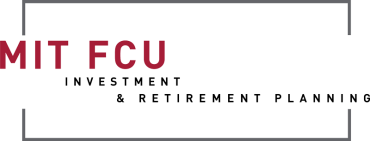 MIT FCU
INVESTMENT
& RETIREMENT PLANNING